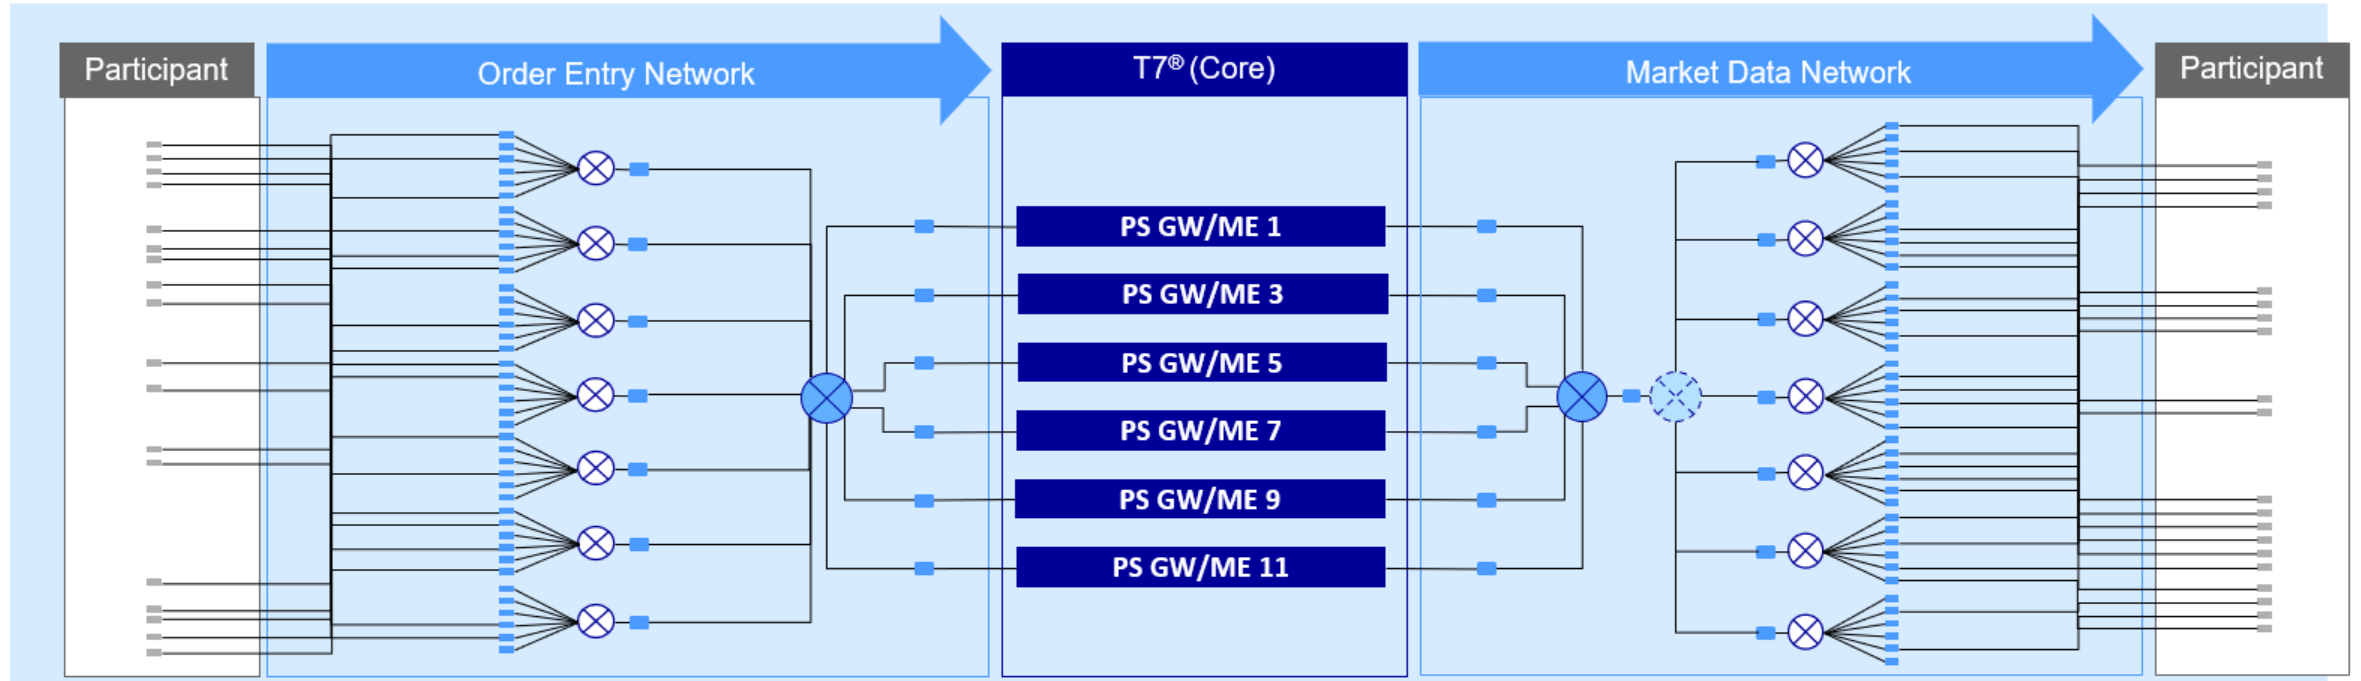 Participant
Order Entry Network
T7® (Core)
Market Data Network
Participant
PS GW/ME 1
PS GW/ME 3
PS GW/ME 5
PS GW/ME 7
PS GW/ME 9
PS GW/ME 11